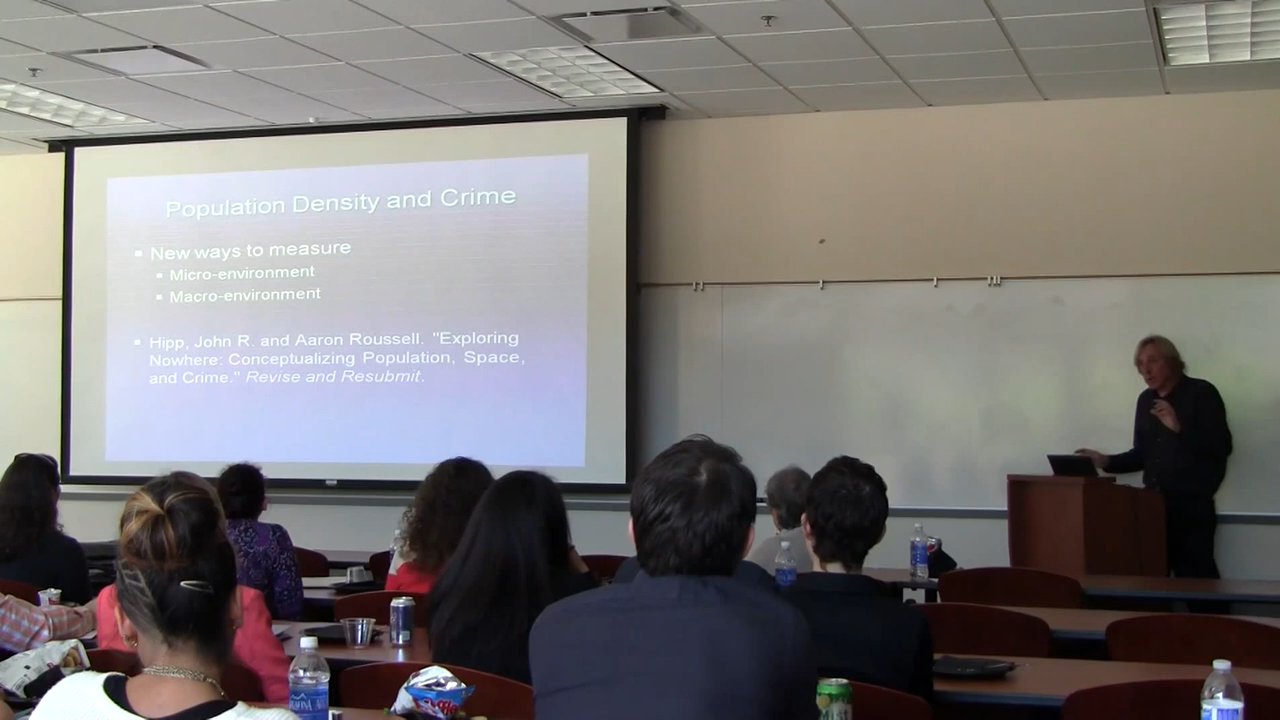 Population Density and Crime
▪ New ways to measure
▪ Micro-environment
▪ Macro-environment
▪ Hipp, John R. and Aaron Roussell. "Exploring
Nowhere: Conceptualizing Population, Space,
and Crime." Revise and Resubmit.